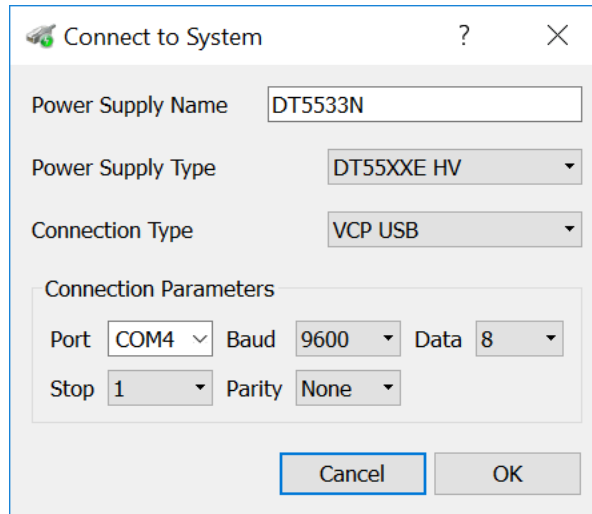 Connect to System ?
Power Supply Name DT5533N
Power Supply Type DT55XXE HV
Connection Type VCP USB
Connection Parameters
Port COM4 Baud 9600 Data 8
Stop 1 Parity None
Cancel OK